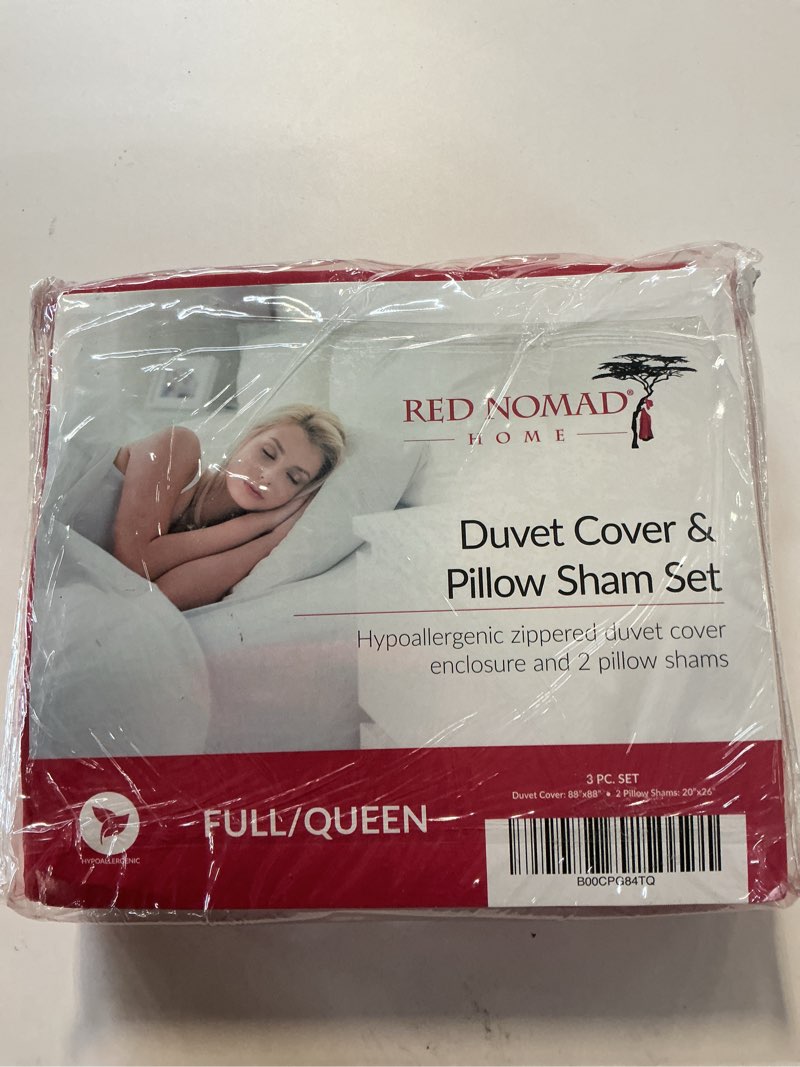 RED NOMAD®
HOME
Duvet Cover &
Pillow Sham Set
Hypoallergenic zippered duvet cover
enclosure and 2 pillow shams
3 PC. SET
Duvet Cover: 88"x88" • 2 Pillow Shams: 20"x26"
FULL/QUEEN
HYPOALLERGENIC
B00CPG84TQ